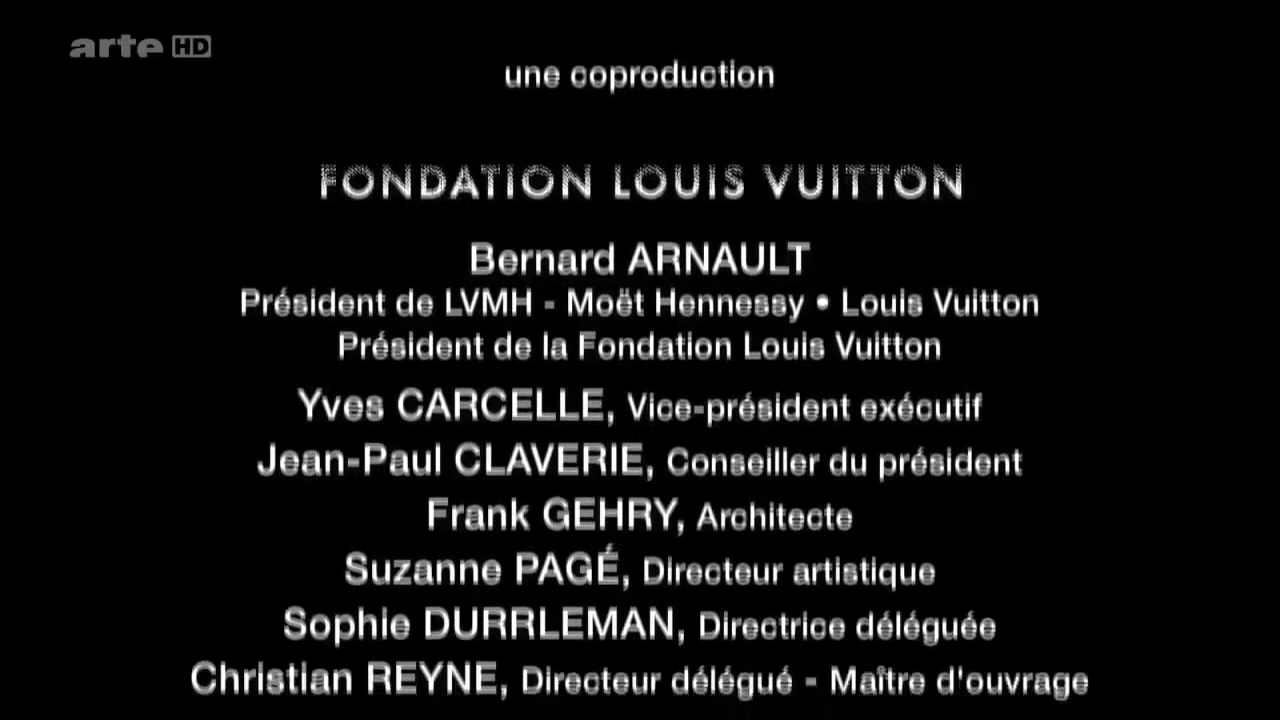 arte HD
une coproduction
FONDATION LOUIS VUITTON
Bernard ARNAULT
Président de LVMH - Moët Hennessy • Louis Vuitton
Président de la Fondation Louis Vuitton
Yves CARCELLE, Vice-président exécutif
Jean-Paul CLAVERIE, Conseiller du président
Frank GEHRY, Architecte
Suzanne PAGÉ, Directeur artistique
Sophie DURRLEMAN, Directrice déléguée
Christian REYNE, Directeur délégué - Maître d'ouvrage